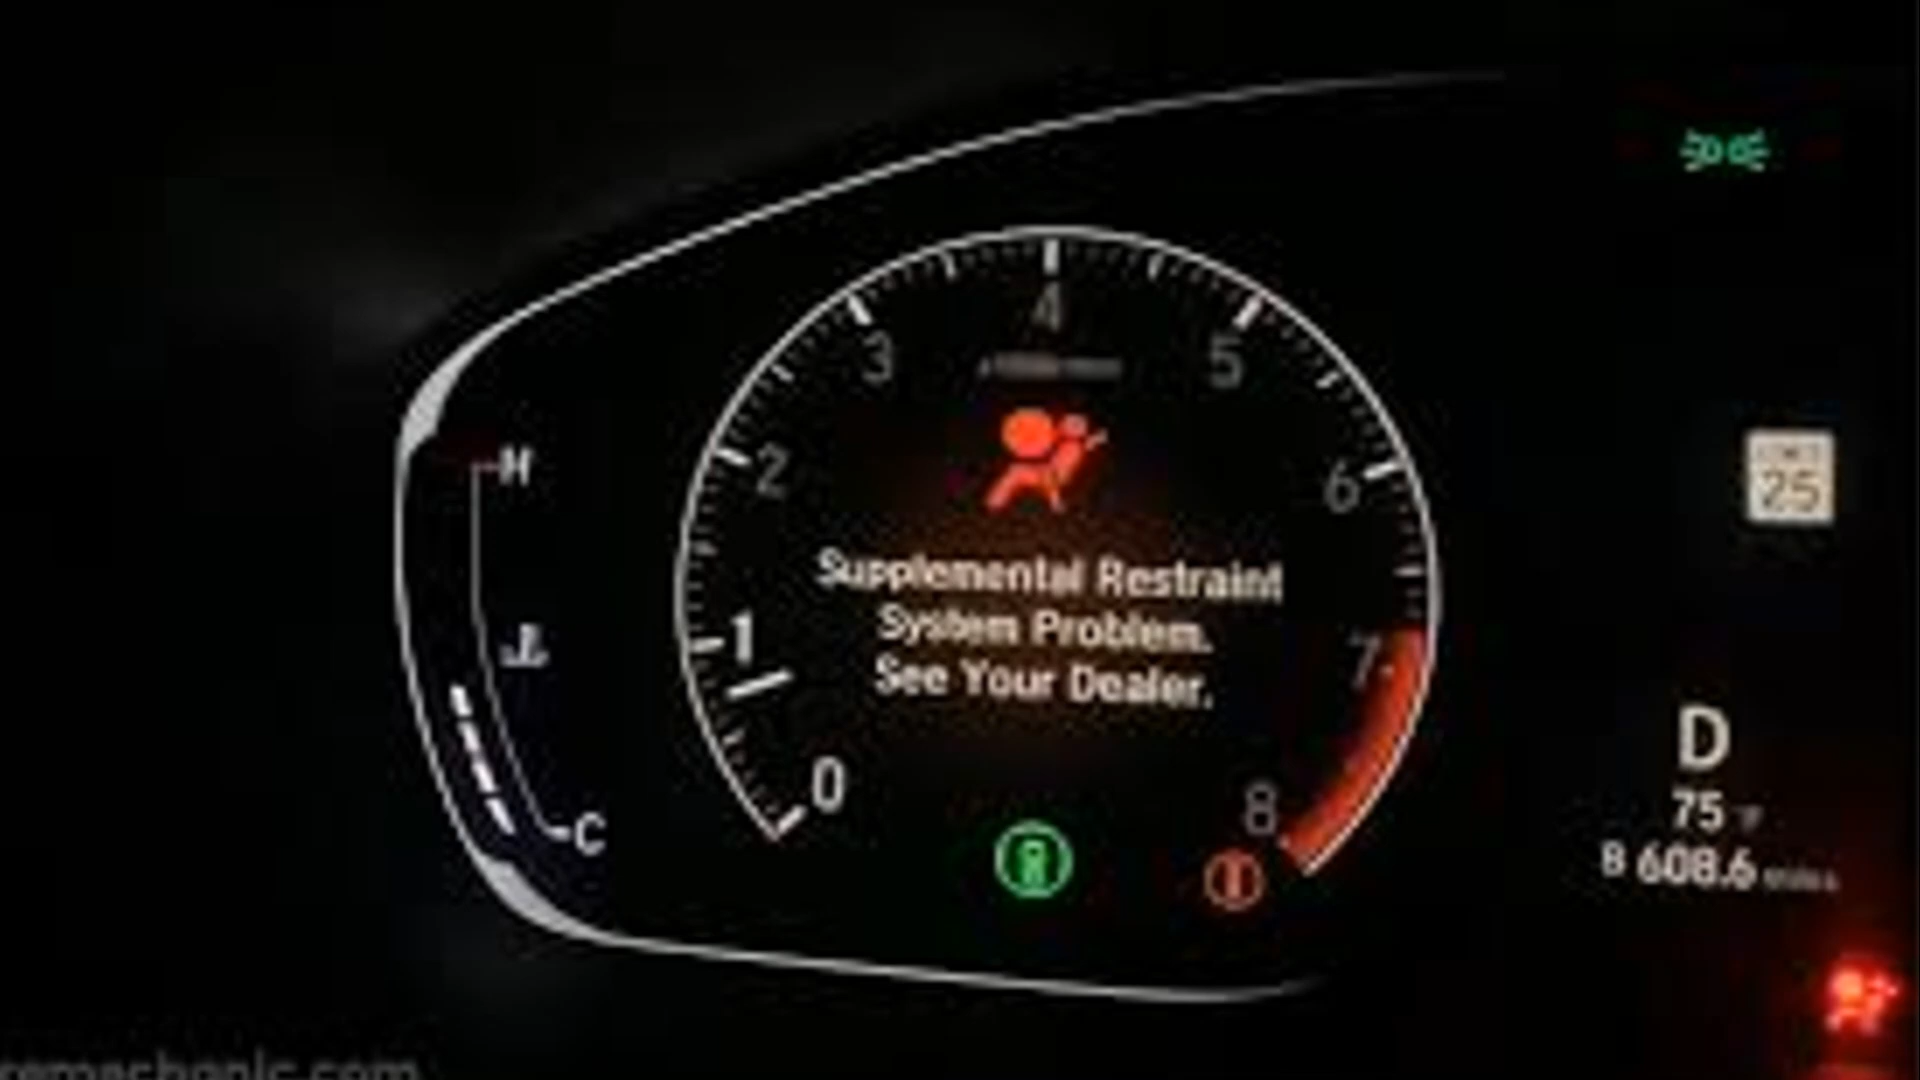 4
3
5
2
6
H
25
Supplemental Restraint
System Problem.
See Your Dealer.
1
7
D
0
8
75 °F
C
608.6 miles